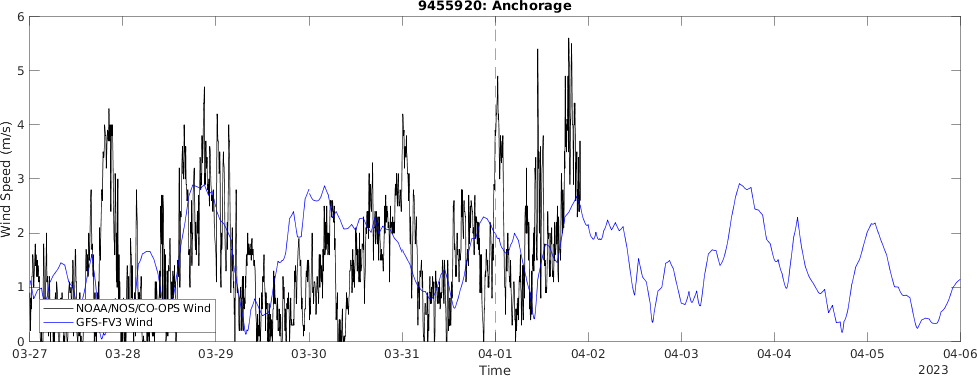 9455920: Anchorage
Wind Speed (m/s)
6
5
4
3
2
1
0
NOAA/NOS/CO-OPS Wind
GFS-FV3 Wind
03-27 03-28 03-29 03-30 03-31 04-01 04-02 04-03 04-04 04-05 04-06
Time
2023